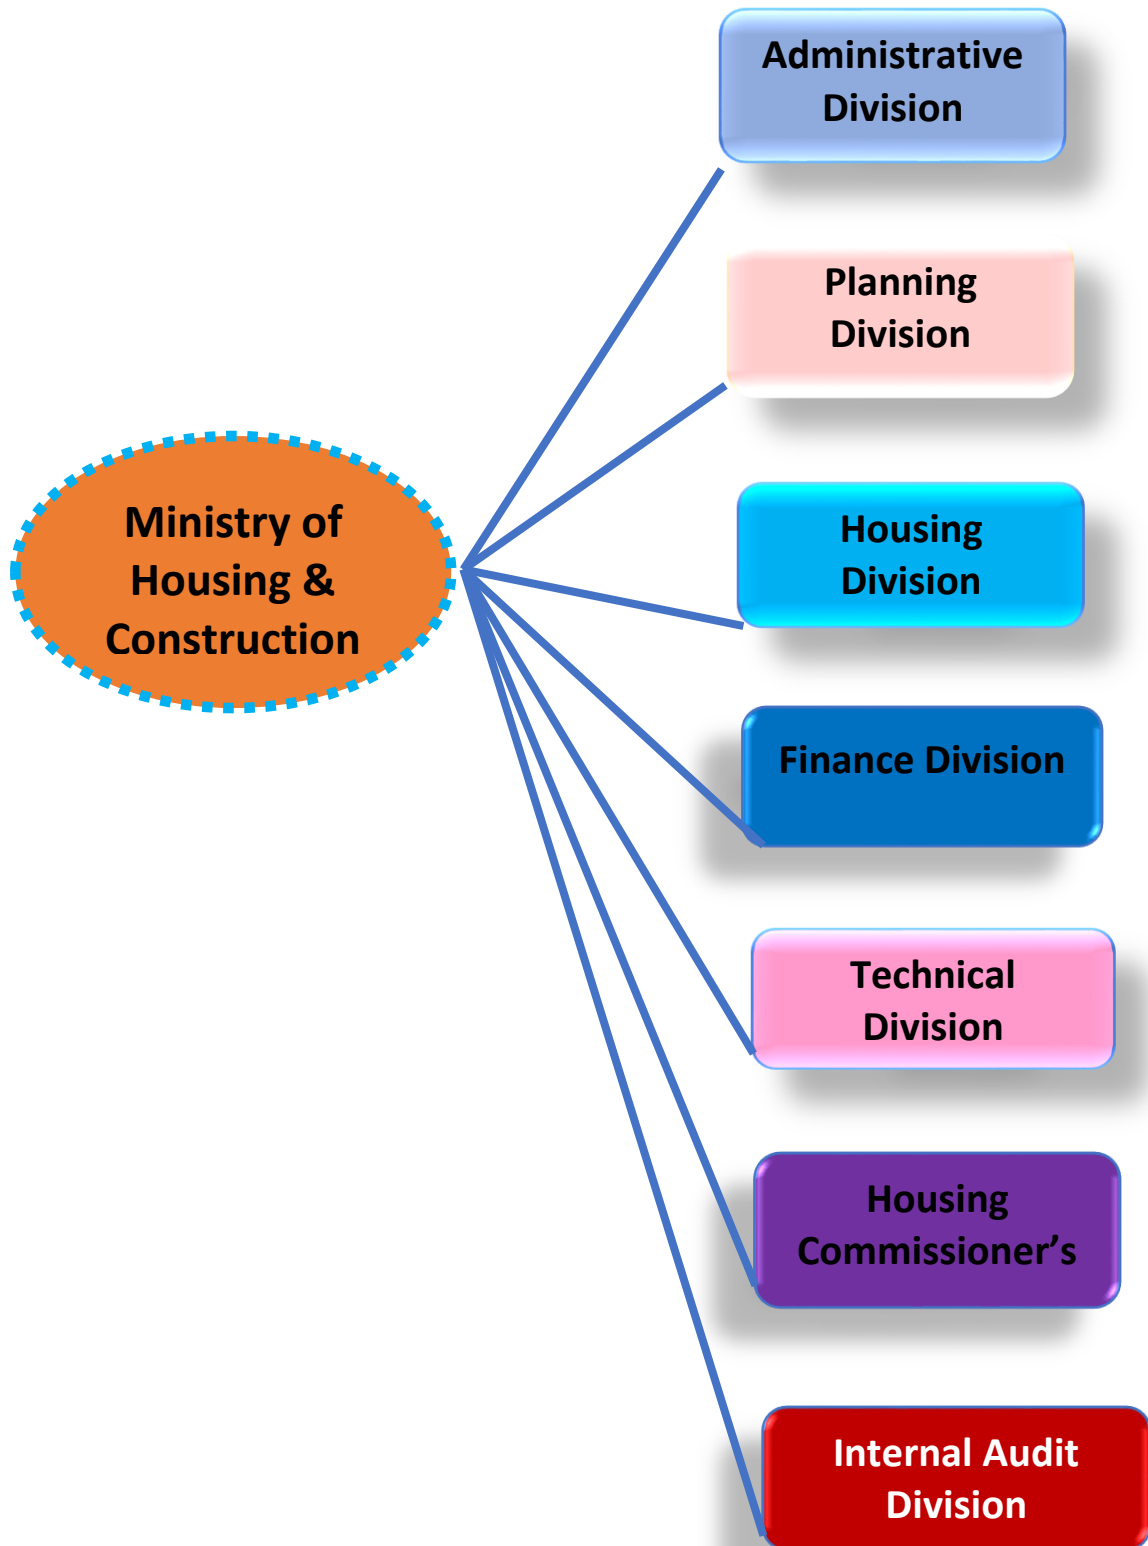 Administrative
Division
Planning
Division
Housing
Division
Ministry of
Housing &
Construction
Finance Division
Technical
Division
Housing
Commissioner’s
Internal Audit
Division